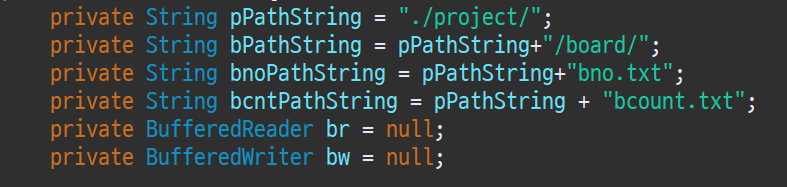 private String pPathString = "./project/";
private String bPathString = pPathString+"/board/";
private String bnoPathString = pPathString+"bno.txt";
private String bcntPathString = pPathString + "bcount.txt";
private BufferedReader br = null;
private BufferedWriter bw = null;